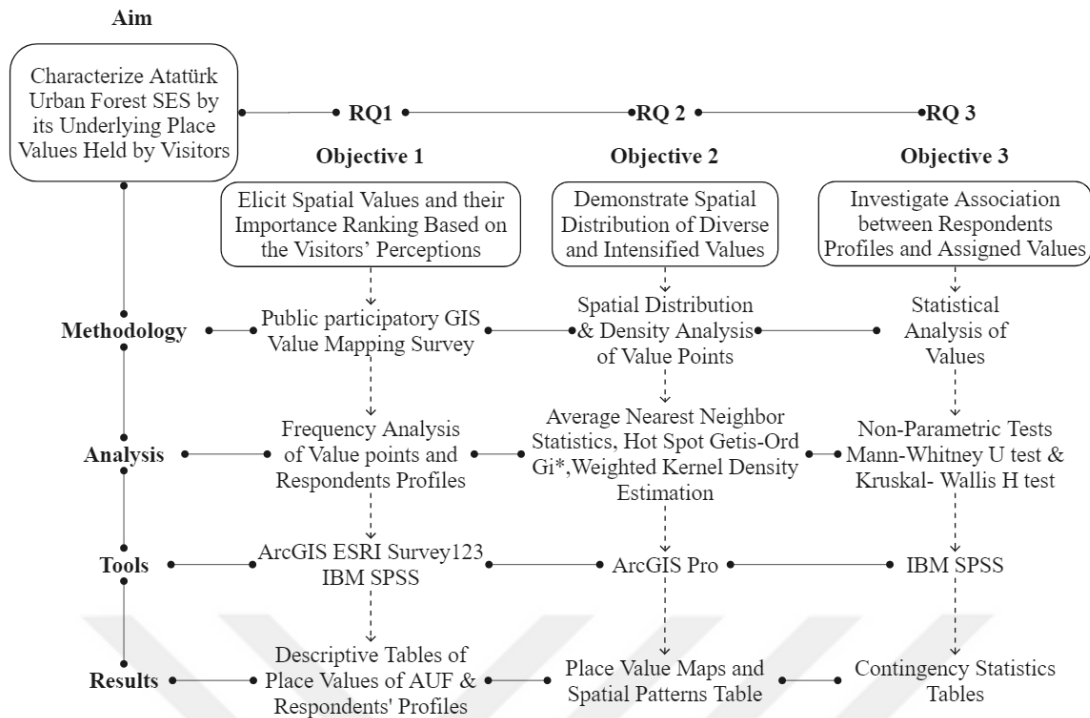 Aim
Characterize Atatürk
Urban Forest SES by
its Underlying Place
Values Held by Visitors
RQ1
RQ 2
RQ 3
Objective 1
Objective 2
Objective 3
Elicit Spatial Values and their
Importance Ranking Based on
the Visitors' Perceptions
Demonstrate Spatial
Distribution of Diverse
and Intensified Values
Investigate Association
between Respondents
Profiles and Assigned Values
Methodology
Public participatory GIS
Value Mapping Survey
Spatial Distribution
& Density Analysis
of Value Points
Statistical
Analysis of
Values
Analysis
Frequency Analysis
of Value points and
Respondents Profiles
Average Nearest Neighbor
Statistics, Hot Spot Getis-Ord
Gi*,Weighted Kernel Density
Estimation
Non-Parametric Tests
Mann-Whitney U test &
Kruskal- Wallis H test
Tools
ArcGIS ESRI Survey123
IBM SPSS
ArcGIS Pro
IBM SPSS
Results
Descriptive Tables of
Place Values of AUF &
Respondents' Profiles
Place Value Maps and
Spatial Patterns Table
Contingency Statistics
Tables